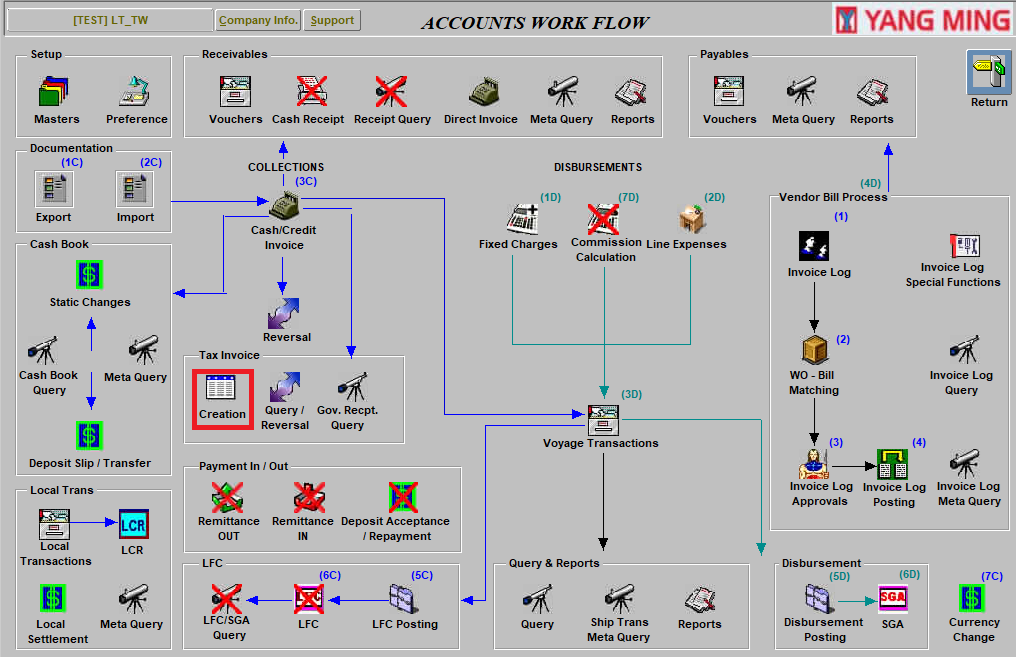 [TEST] LT_TW
Company Info.
Support
ACCOUNTS WORK FLOW
YANG MING
Setup
Masters
Preference
Receivables
Vouchers
Cash Receipt
Receipt Query
Direct Invoice
Meta Query
Reports
Payables
Vouchers
Meta Query
Reports
Return
Documentation
(1C)
(2C)
Export
Import
COLLECTIONS
(3C)
Cash/Credit
Invoice
Reversal
DISBURSEMENTS
(1D)
(7D)
(2D)
Fixed Charges
Commission
Calculation
Line Expenses
(4D)
Vendor Bill Process
(1)
Invoice Log
Invoice Log
Special Functions
(2)
WO - Bill
Matching
Invoice Log
Query
(3)
(4)
Invoice Log
Approvals
Invoice Log
Posting
Invoice Log
Meta Query
Cash Book
Static Changes
Cash Book
Query
Meta Query
Deposit Slip / Transfer
Tax Invoice
Creation
Query /
Reversal
Gov. Recpt.
Query
(3D)
Voyage Transactions
Payment In / Out
Remittance
OUT
Remittance
IN
Deposit Acceptance
/ Repayment
Local Trans
Local
Transactions
LCR
LCR
Local
Settlement
Meta Query
LFC
(6C)
(5C)
LFC/SGA
Query
LFC
LFC Posting
Query & Reports
Query
Ship Trans
Meta Query
Reports
Disbursement
(5D)
(6D)
Disbursement
Posting
SGA
SGA
(7C)
Currency
Change